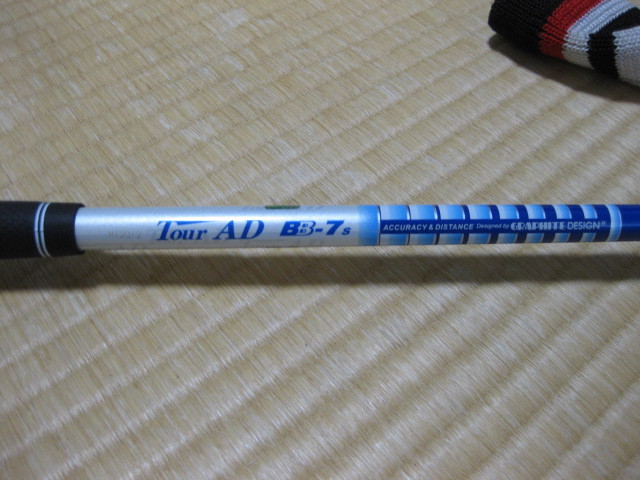 Tour AD BB-7s
ACCURACY & DISTANCE Designed by GRAPHITE DESIGN®